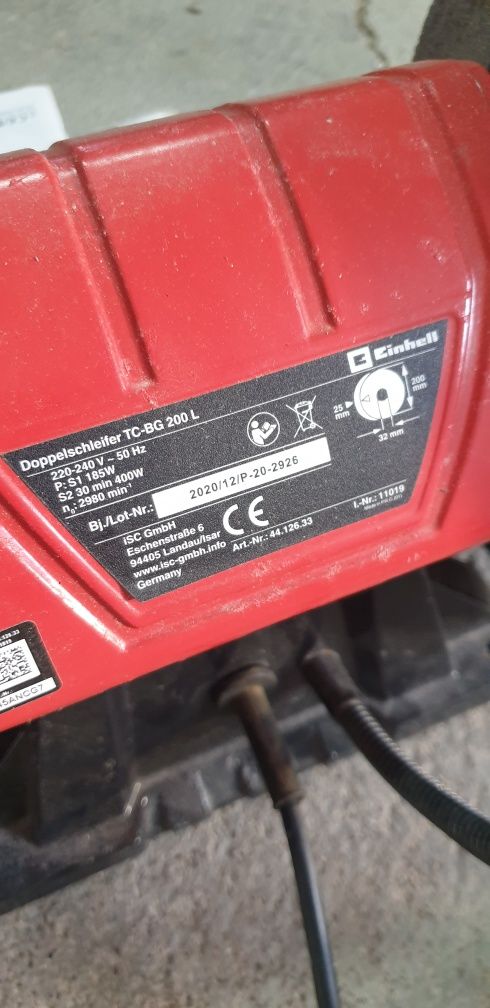 Einhell
Doppelschleifer TC-BG 200 L
220-240 V ~ 50 Hz
P: S1 185W
S2 30 min 400W
n₀: 2980 min⁻¹
Bj./Lot-Nr.: 2020/12/P-20-2926
25 mm
200 mm
32 mm
iSC GmbH
Eschenstraße 6
94405 Landau/Isar
www.isc-gmbh.info
Germany
CE
Art.-Nr.: 44.126.33
I.-Nr.: 11019